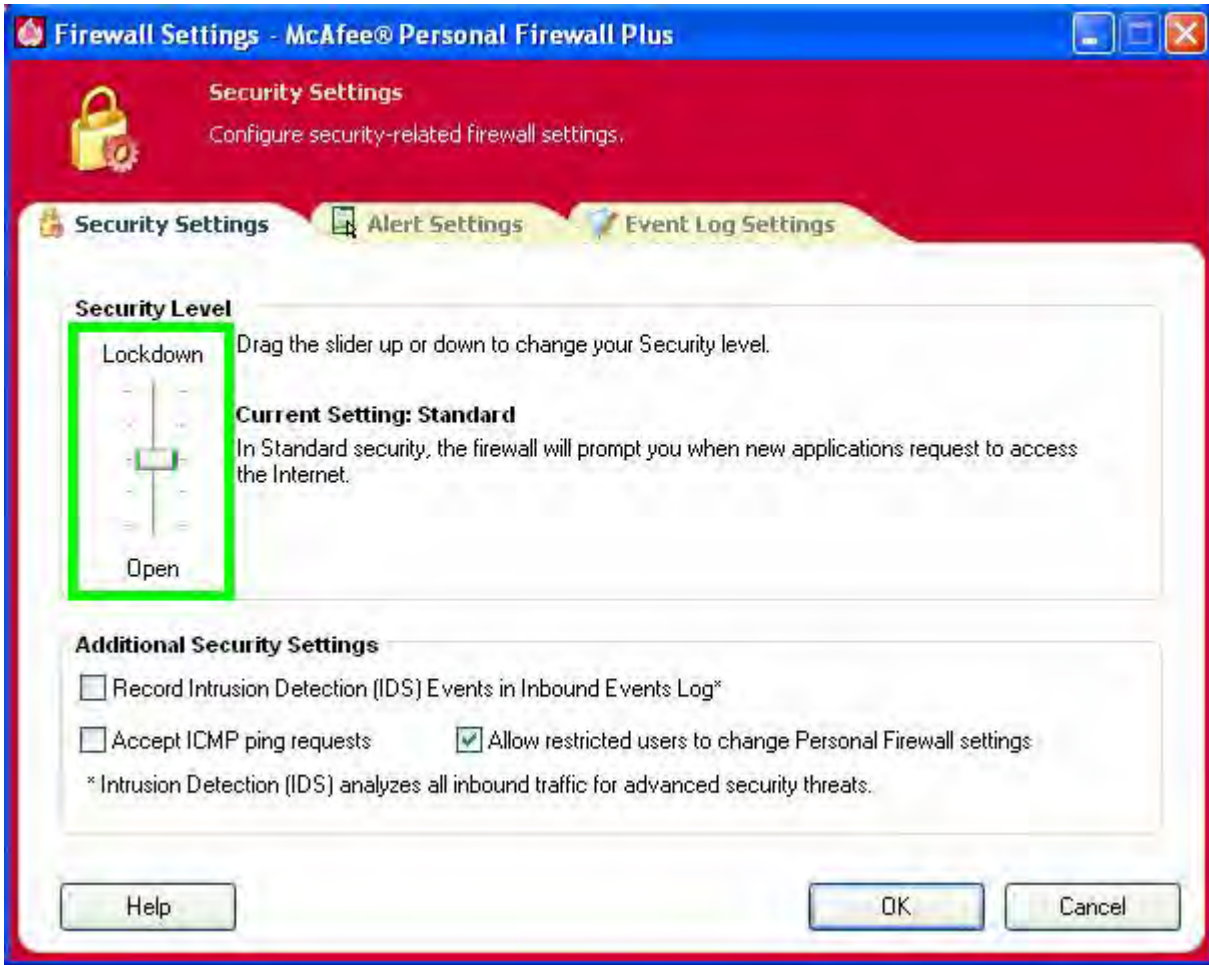 Firewall Settings - McAfee® Personal Firewall Plus
Security Settings
Configure security-related firewall settings.
Security Settings
Alert Settings
Event Log Settings
Security Level
Lockdown
Open
Drag the slider up or down to change your Security level.
Current Setting: Standard
In Standard security, the firewall will prompt you when new applications request to access
the Internet.
Additional Security Settings
Record Intrusion Detection (IDS) Events in Inbound Events Log*
Accept ICMP ping requests
Allow restricted users to change Personal Firewall settings
* Intrusion Detection (IDS) analyzes all inbound traffic for advanced security threats.
Help
OK
Cancel